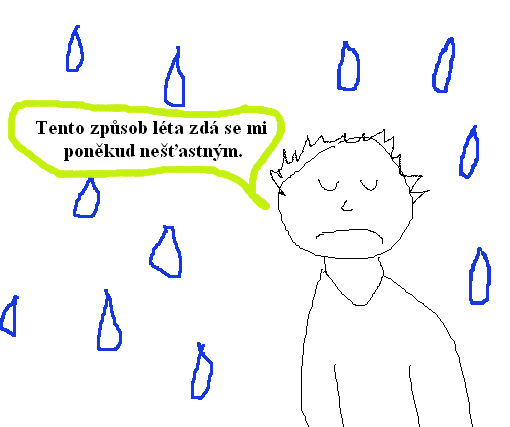 Tento způsob léta zdá se mi
poněkud nešťastným.